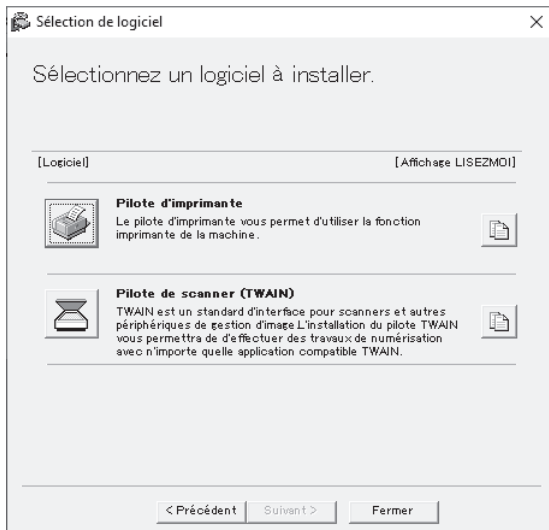 Sélection de logiciel
Sélectionnez un logiciel à installer.
[Logiciel] [Affichage LISEZMOI]
Pilote d'imprimante
Le pilote d'imprimante vous permet d'utiliser la fonction
imprimante de la machine.
Pilote de scanner (TWAIN)
TWAIN est un standard d'interface pour scanners et autres
périphériques de gestion d'image.L'installation du pilote TWAIN
vous permettra de d'effectuer des travaux de numérisation
avec n'importe quelle application compatible TWAIN.
< Précédent Suivant > Fermer